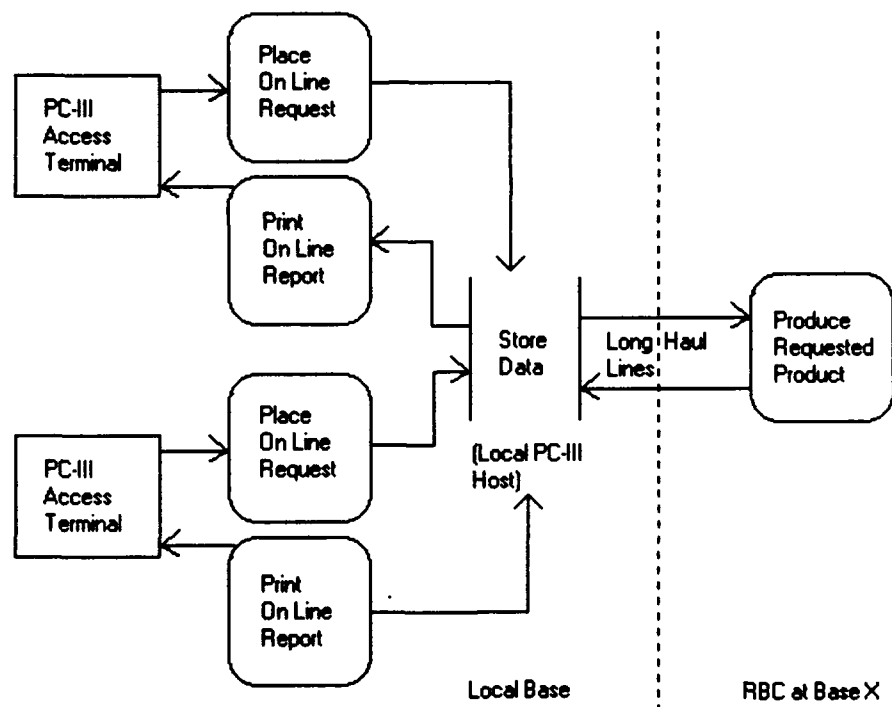 Place
On Line
Request
PC-III
Access
Terminal
Print
On Line
Report
Store
Data
Long Haul
Lines
Produce
Requested
Product
Place
On Line
Request
(Local PC-III
Host)
PC-III
Access
Terminal
Print
On Line
Report
Local Base
RBC at Base X